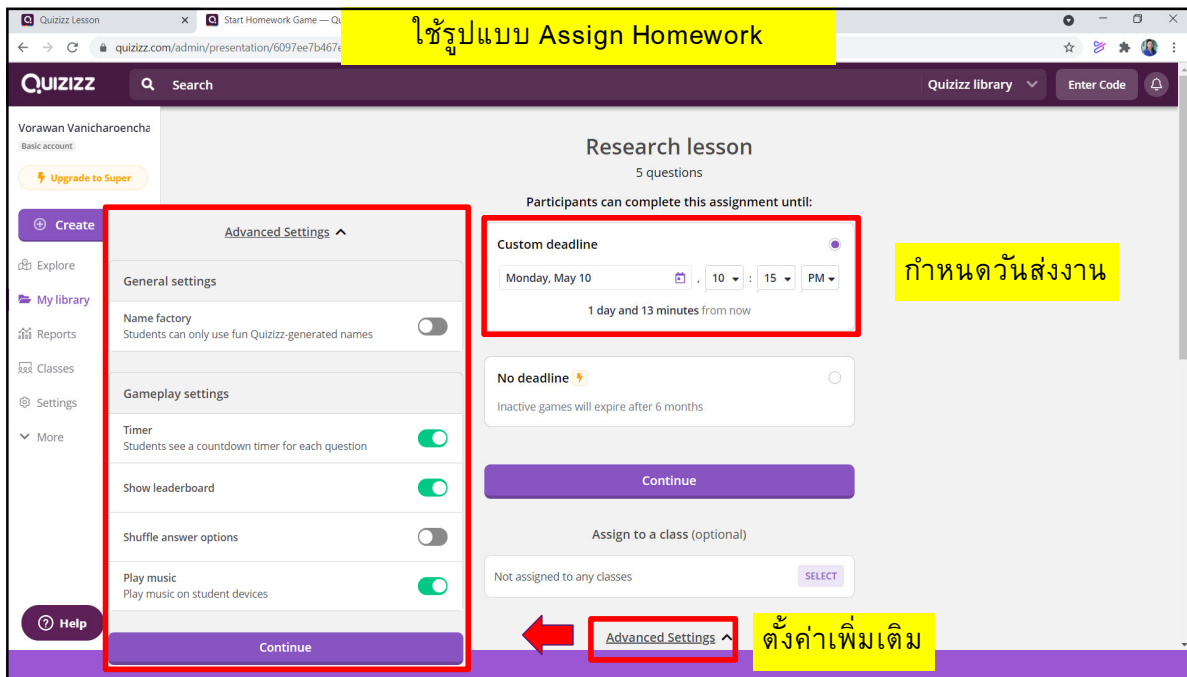 Quizizz Lesson
Start Homework Game — Qu
ใช้รูปแบบ Assign Homework
quizizz.com/admin/presentation/6097ee7b467e
QUIZIZZ
Search
Quizizz library
Enter Code
Vorawan Vanicharoencha
Basic account
Upgrade to Super
Create
Explore
My library
Reports
Classes
Settings
More
Help
Advanced Settings
General settings
Name factory
Students can only use fun Quizizz-generated names
Gameplay settings
Timer
Students see a countdown timer for each question
Show leaderboard
Shuffle answer options
Play music
Play music on student devices
Continue
Research lesson
5 questions
Participants can complete this assignment until:
Custom deadline
Monday, May 10 , 10 : 15 PM
1 day and 13 minutes from now
กำหนดวันส่งงาน
No deadline
Inactive games will expire after 6 months
Continue
Assign to a class (optional)
Not assigned to any classes SELECT
Advanced Settings
ตั้งค่าเพิ่มเติม